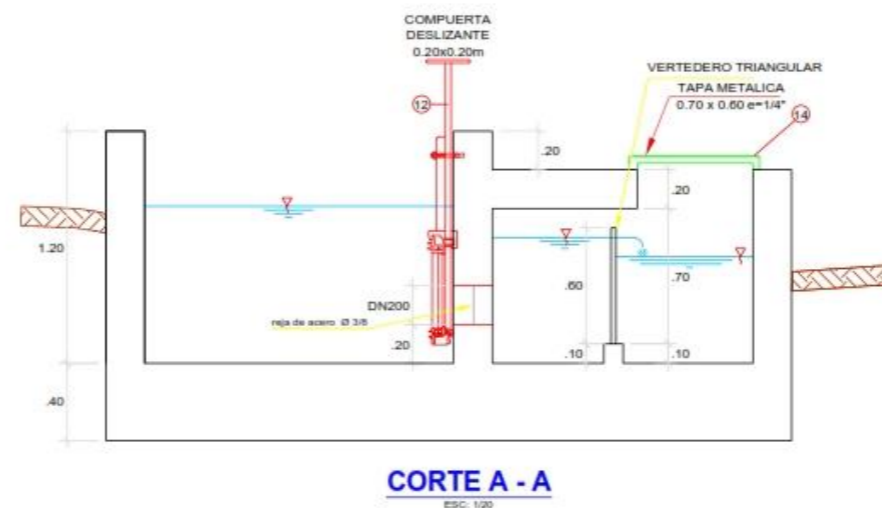 COMPUERTA
DESLIZANTE
0.20x0.20m
VERTEDERO TRIANGULAR
TAPA METALICA
0.70 x 0.60 e=1/4"
12
14
.20
.20
1.20
.60
.70
DN200
reja de acero Ø 3/8
.20
.10
.10
.40
CORTE A - A
ESC: 1/20